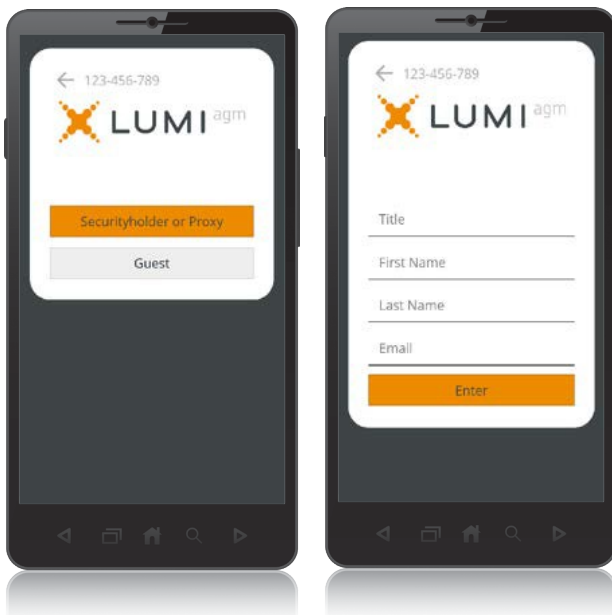 123-456-789
LUMI agm
Securityholder or Proxy
Guest
123-456-789
LUMI agm
Title
First Name
Last Name
Email
Enter